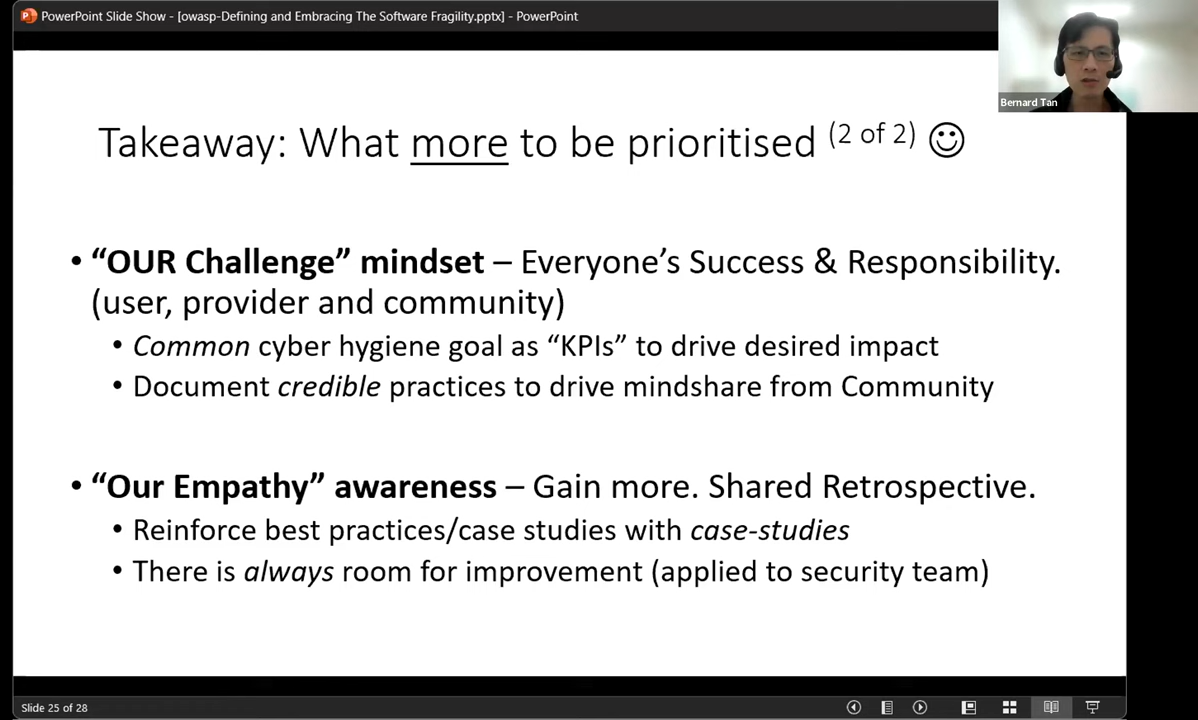 PowerPoint Slide Show - [owasp-Defining and Embracing The Software Fragility.pptx] - PowerPoint
Bernard Tan
Takeaway: What more to be prioritised (2 of 2) ☺
• “OUR Challenge” mindset – Everyone’s Success & Responsibility.
(user, provider and community)
• Common cyber hygiene goal as “KPIs” to drive desired impact
• Document credible practices to drive mindshare from Community
• “Our Empathy” awareness – Gain more. Shared Retrospective.
• Reinforce best practices/case studies with case-studies
• There is always room for improvement (applied to security team)
Slide 25 of 28